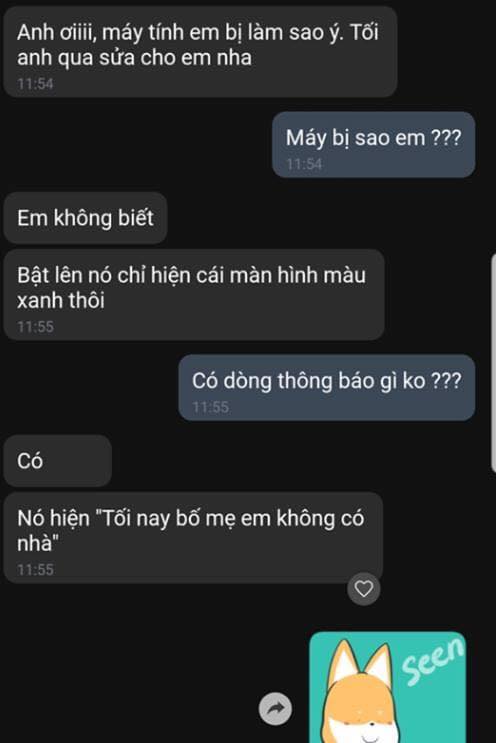 Anh ơiiii, máy tính em bị làm sao ý. Tối
anh qua sửa cho em nha
11:54
Máy bị sao em ???
11:54
Em không biết
Bật lên nó chỉ hiện cái màn hình màu
xanh thôi
11:55
Có dòng thông báo gì ko ???
11:55
Có
Nó hiện "Tối nay bố mẹ em không có
nhà"
11:55
Seen